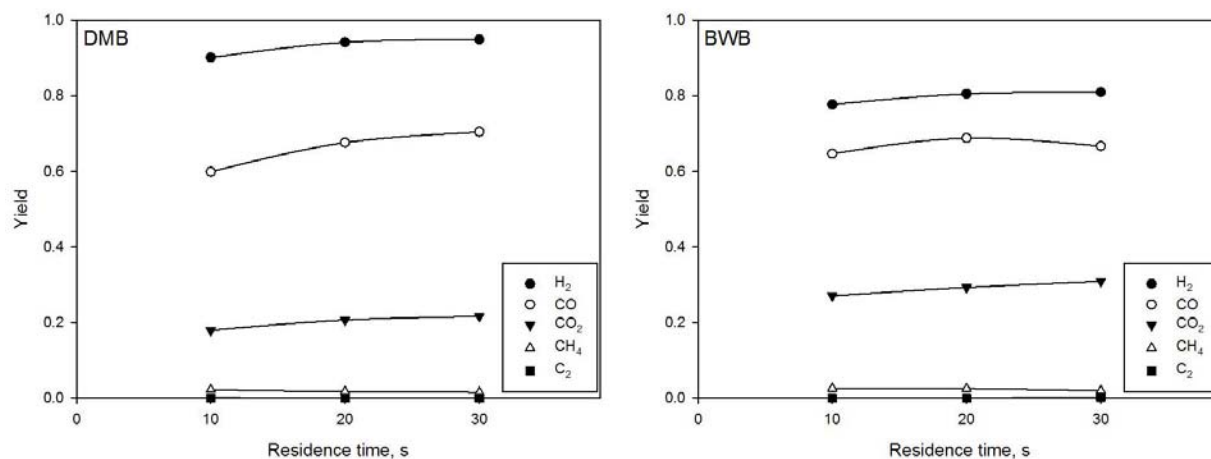 DMB
Yield
1.0
0.8
0.6
0.4
0.2
0.0
H₂
CO
CO₂
CH₄
C₂
0 10 20 30
Residence time, s
BWB
Yield
1.0
0.8
0.6
0.4
0.2
0.0
H₂
CO
CO₂
CH₄
C₂
0 10 20 30
Residence time, s